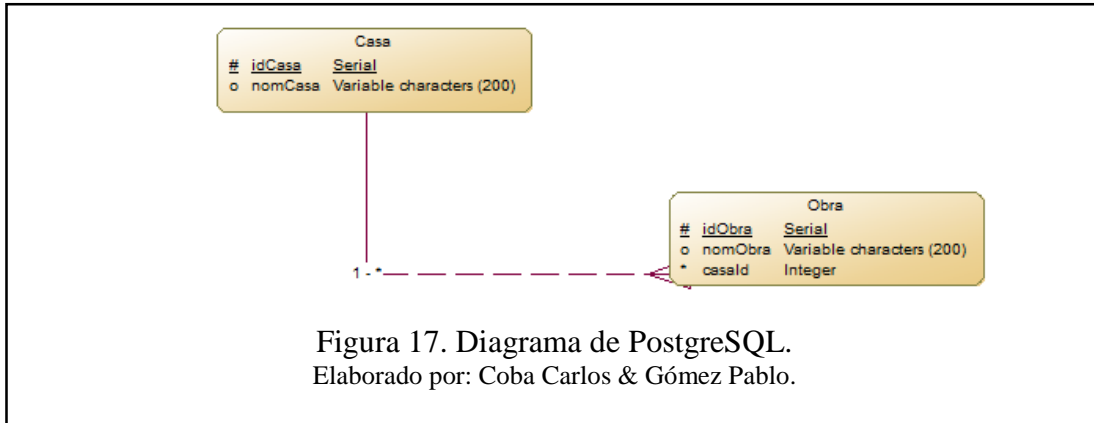 Casa
# idCasa Serial
o nomCasa Variable characters (200)
Obra
# idObra Serial
o nomObra Variable characters (200)
* casaId Integer
1 - *
Figura 17. Diagrama de PostgreSQL.
Elaborado por: Coba Carlos & Gómez Pablo.